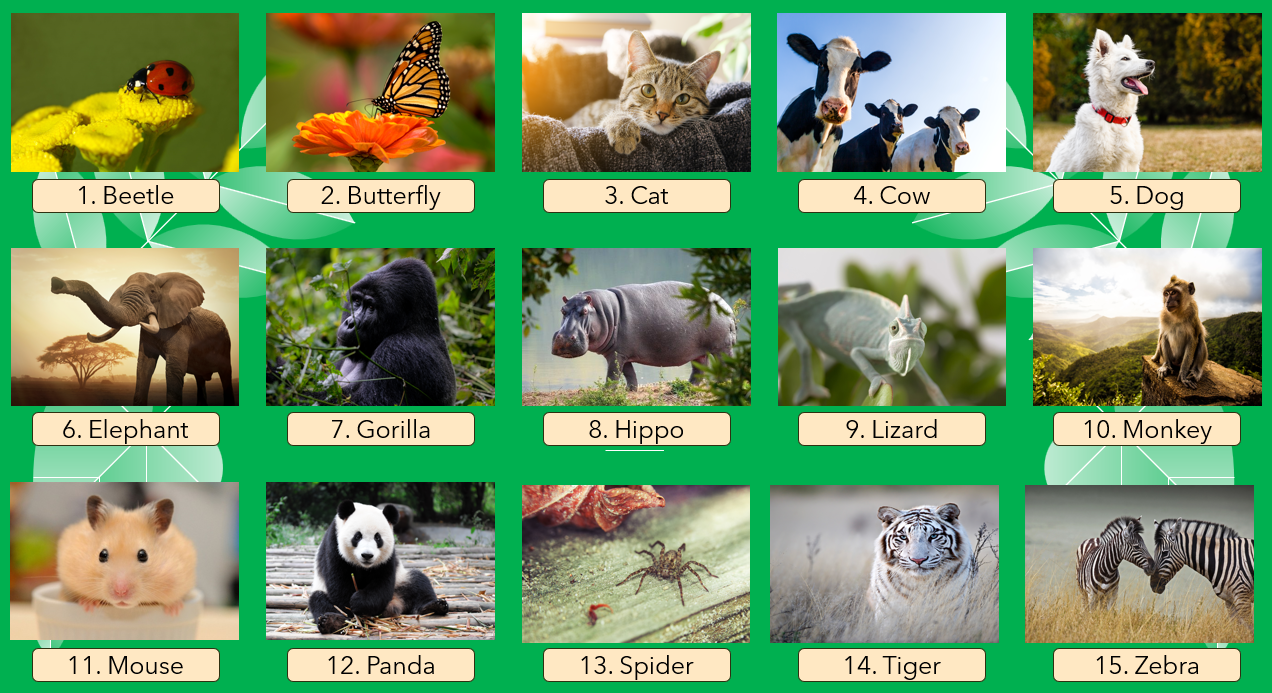 1. Beetle
2. Butterfly
3. Cat
4. Cow
5. Dog
6. Elephant
7. Gorilla
8. Hippo
9. Lizard
10. Monkey
11. Mouse
12. Panda
13. Spider
14. Tiger
15. Zebra